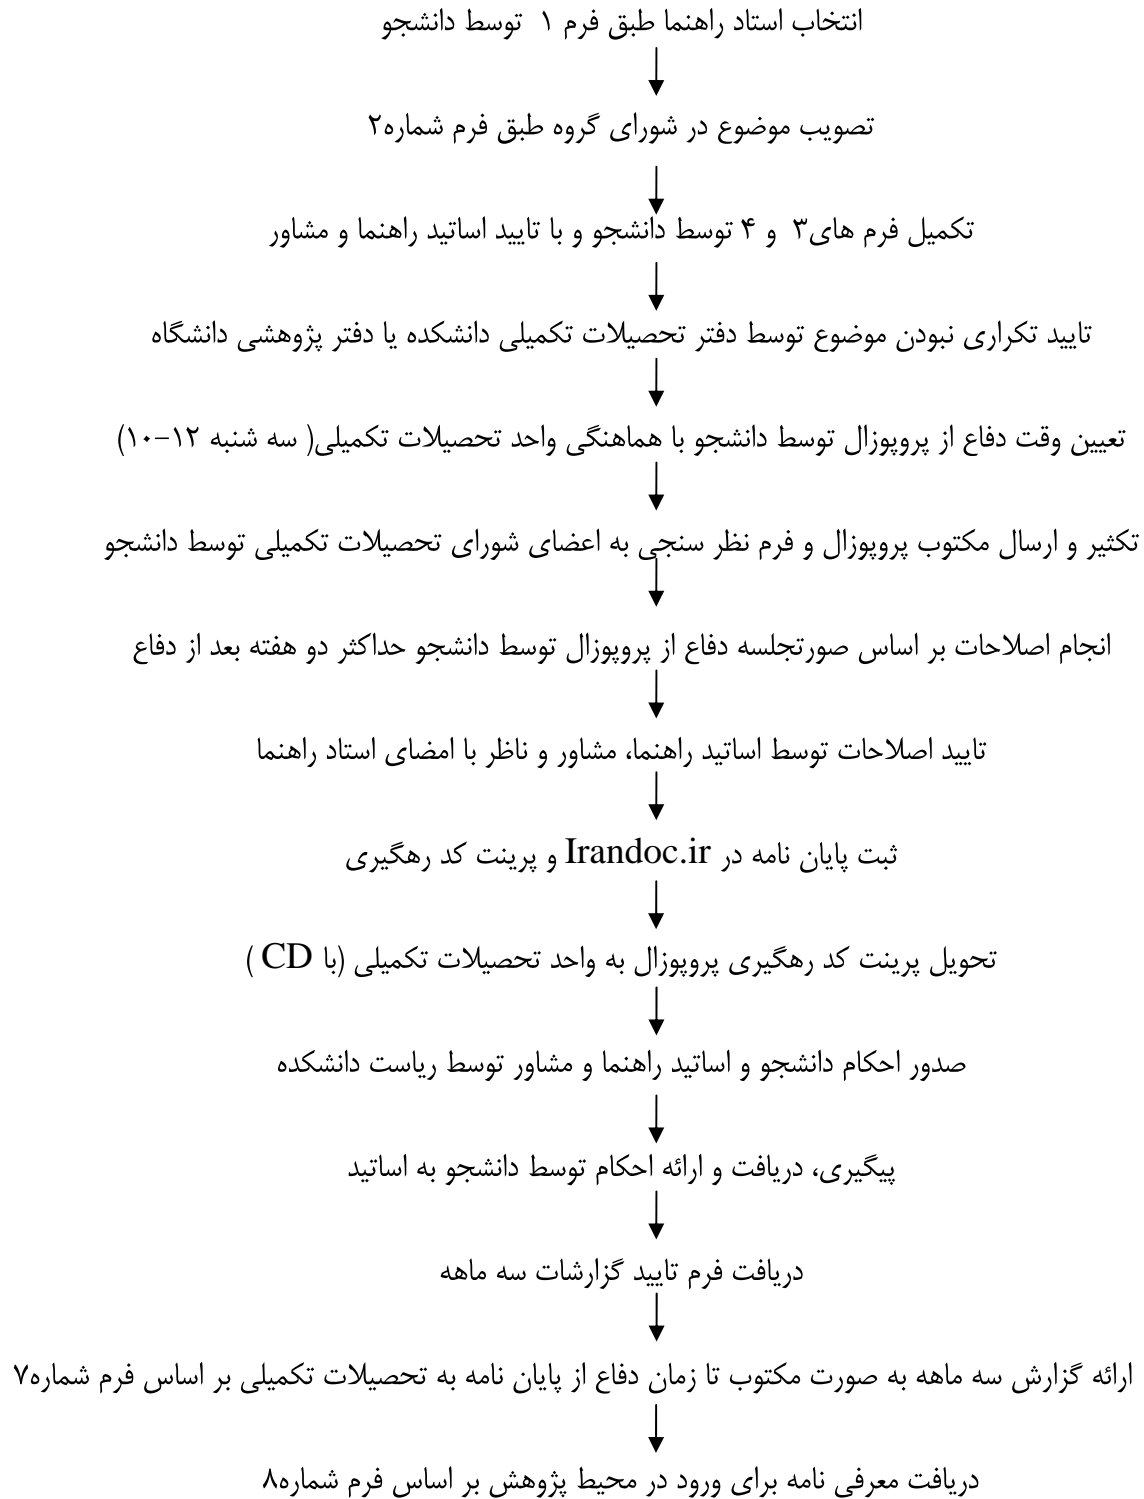 انتخاب استاد راهنما طبق فرم ۱ توسط دانشجو
تصویب موضوع در شورای گروه طبق فرم شماره۲
تکمیل فرم های۳ و ۴ توسط دانشجو و با تایید اساتید راهنما و مشاور
تایید تکراری نبودن موضوع توسط دفتر تحصیلات تکمیلی دانشکده یا دفتر پژوهشی دانشگاه
تعیین وقت دفاع از پروپوزال توسط دانشجو با هماهنگی واحد تحصیلات تکمیلی( سه شنبه ۱۲-۱۰)
تکثیر و ارسال مکتوب پروپوزال و فرم نظر سنجی به اعضای شورای تحصیلات تکمیلی توسط دانشجو
انجام اصلاحات بر اساس صورتجلسه دفاع از پروپوزال توسط دانشجو حداکثر دو هفته بعد از دفاع
تایید اصلاحات توسط اساتید راهنما، مشاور و ناظر با امضای استاد راهنما
ثبت پایان نامه در Irandoc.ir و پرینت کد رهگیری
تحویل پرینت کد رهگیری پروپوزال به واحد تحصیلات تکمیلی (با CD )
صدور احکام دانشجو و اساتید راهنما و مشاور توسط ریاست دانشکده
پیگیری، دریافت و ارائه احکام توسط دانشجو به اساتید
دریافت فرم تایید گزارشات سه ماهه
ارائه گزارش سه ماهه به صورت مکتوب تا زمان دفاع از پایان نامه به تحصیلات تکمیلی بر اساس فرم شماره۷
دریافت معرفی نامه برای ورود در محیط پژوهش بر اساس فرم شماره۸